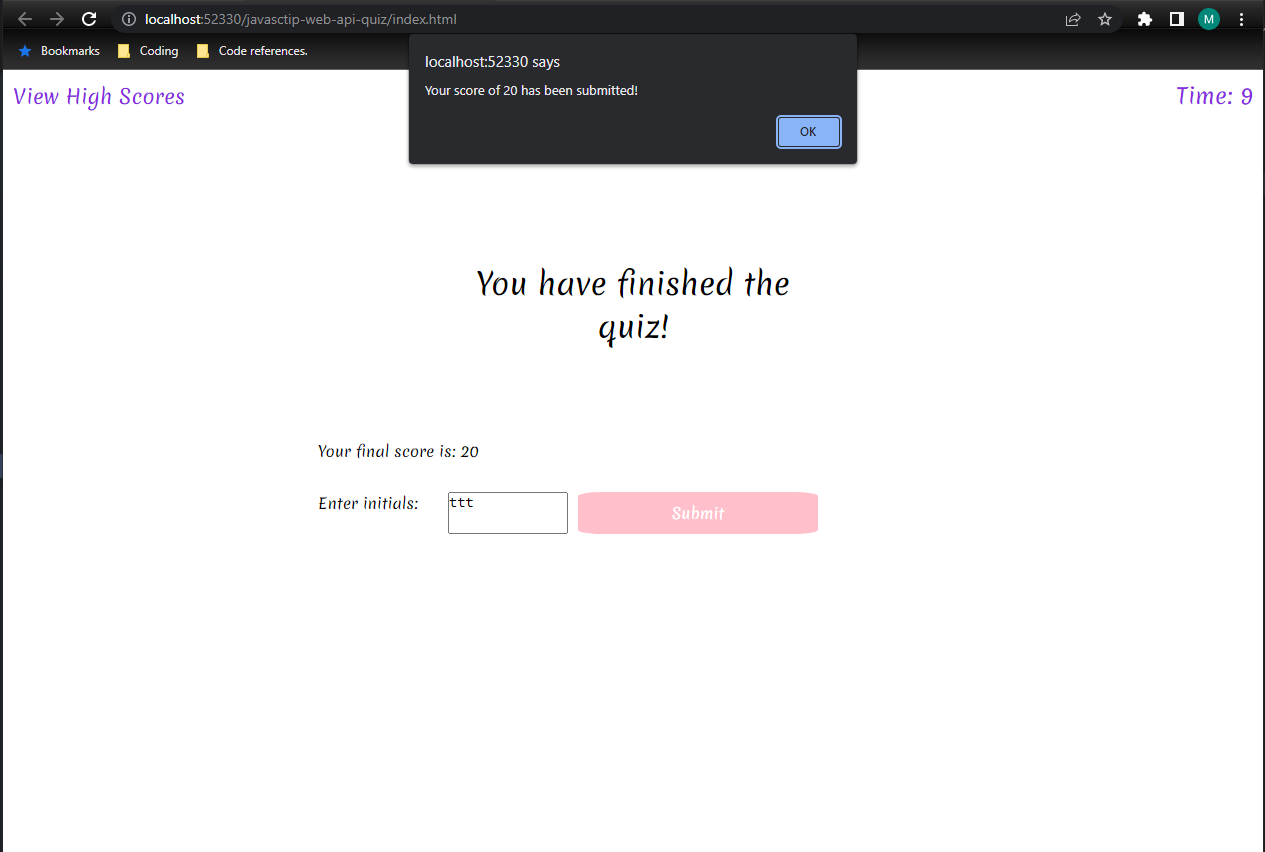 localhost:52330/javasctip-web-api-quiz/index.html
M
Bookmarks Coding Code references.
localhost:52330 says
Your score of 20 has been submitted!
OK
View High Scores
Time: 9
You have finished the
quiz!
Your final score is: 20
Enter initials: ttt Submit